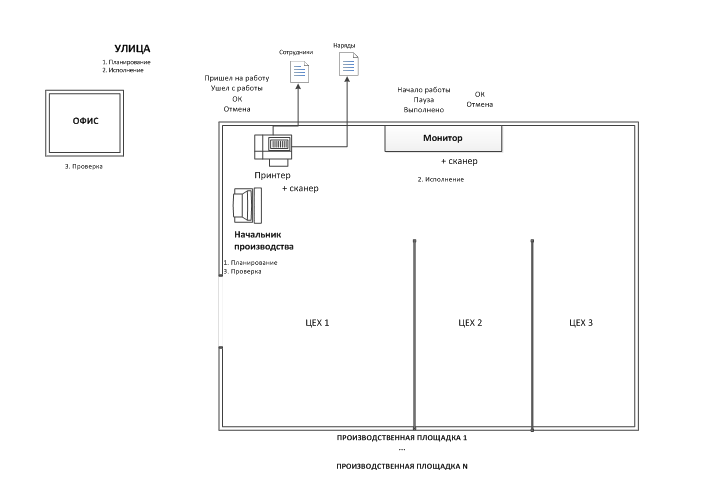 УЛИЦА
1. Планирование
2. Исполнение
ОФИС
3. Проверка
Сотрудники
Наряды
Пришел на работу
Ушел с работы
ОК
Отмена
Начало работы
Пауза
Выполнено
ОК
Отмена
Монитор
+ сканер
2. Исполнение
Принтер
+ сканер
Начальник
производства
1. Планирование
3. Проверка
ЦЕХ 1
ЦЕХ 2
ЦЕХ 3
ПРОИЗВОДСТВЕННАЯ ПЛОЩАДКА 1
...
ПРОИЗВОДСТВЕННАЯ ПЛОЩАДКА N